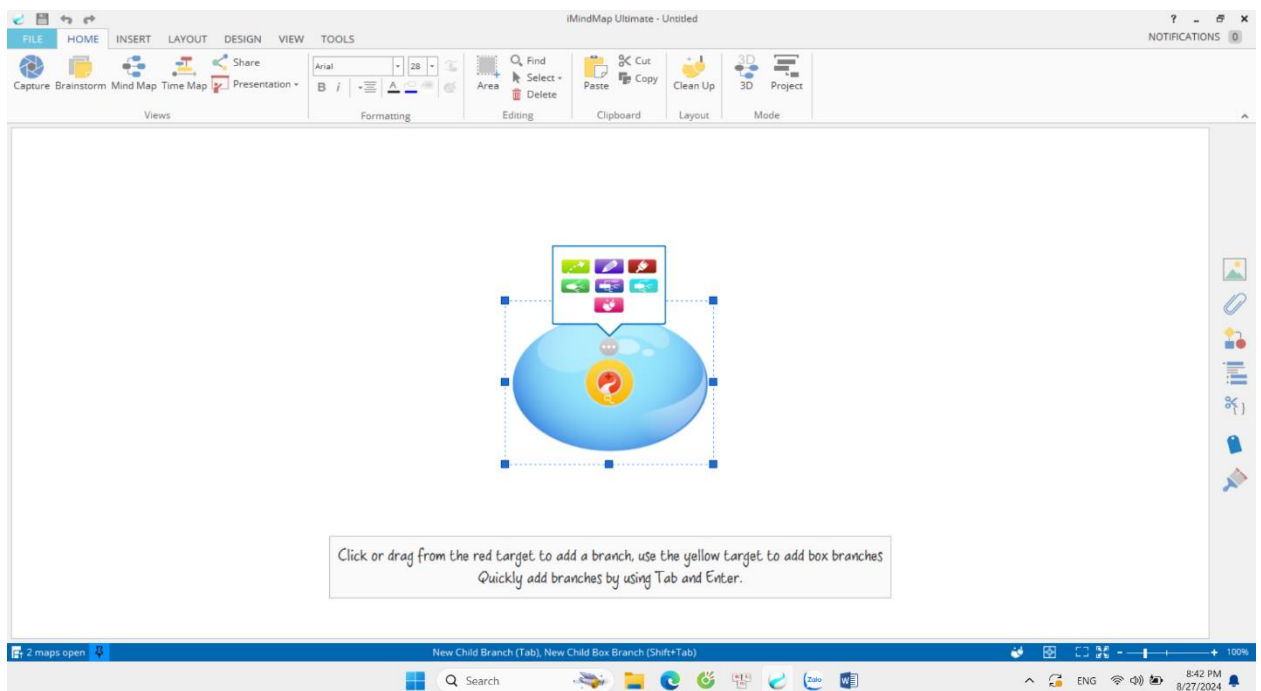 iMindMap Ultimate - Untitled
?
FILE HOME INSERT LAYOUT DESIGN VIEW TOOLS NOTIFICATIONS 0
Share
Capture Brainstorm Mind Map Time Map Presentation
Views
Arial 28
B i A
Formatting
Find
Select
Delete
Area
Editing
Cut
Copy
Paste
Clipboard
Clean Up
Layout
3D
3D Project
Mode
Click or drag from the red target to add a branch, use the yellow target to add box branches
Quickly add branches by using Tab and Enter.
2 maps open New Child Branch (Tab), New Child Box Branch (Shift+Tab) - + 100%
Search Zalo W ENG 8:42 PM
8/27/2024